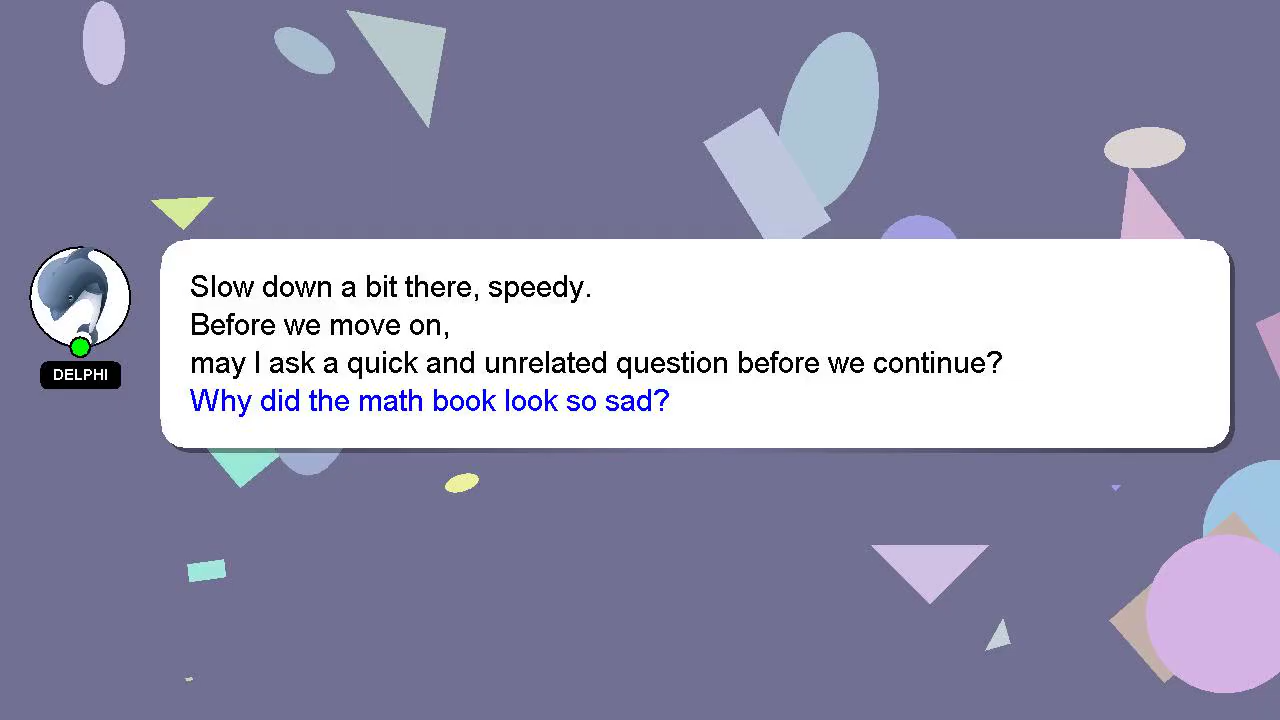 Slow down a bit there, speedy.
Before we move on,
may I ask a quick and unrelated question before we continue?
Why did the math book look so sad?
DELPHI